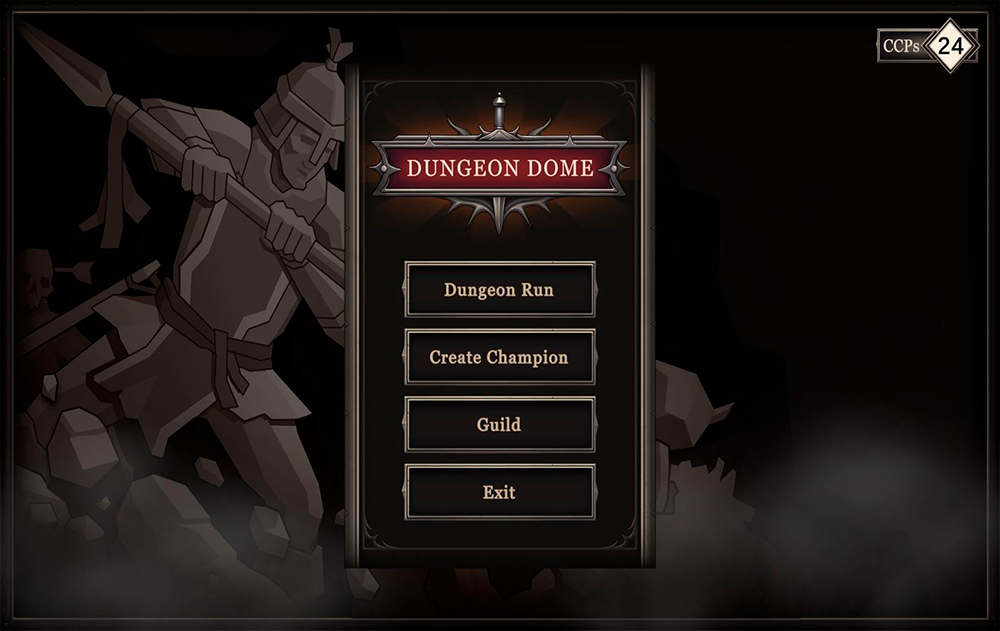 CCPs 24
DUNGEON DOME
Dungeon Run
Create Champion
Guild
Exit